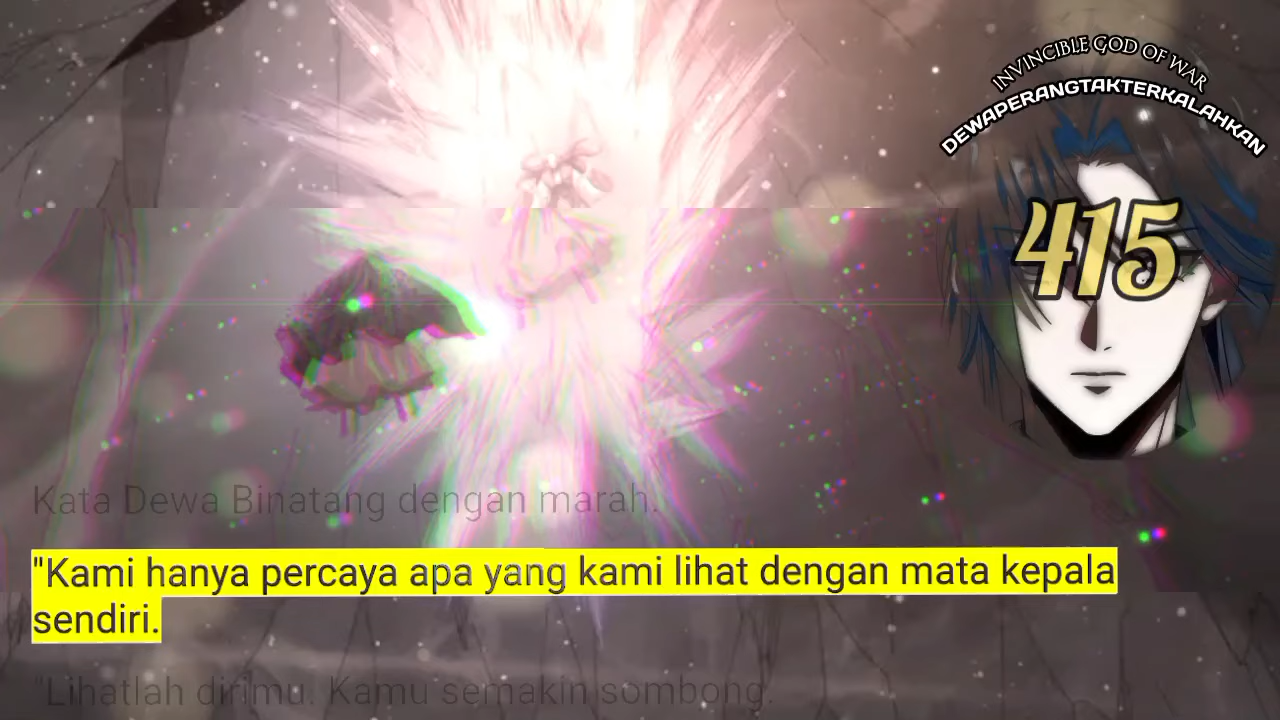 INVINCIBLE GOD OF WAR
DEWAPERANGTAKTERKALAHKAN
415
Kata Dewa Binatang dengan marah.
"Kami hanya percaya apa yang kami lihat dengan mata kepala
sendiri.
"Lihatlah dirimu. Kamu semakin sombong.